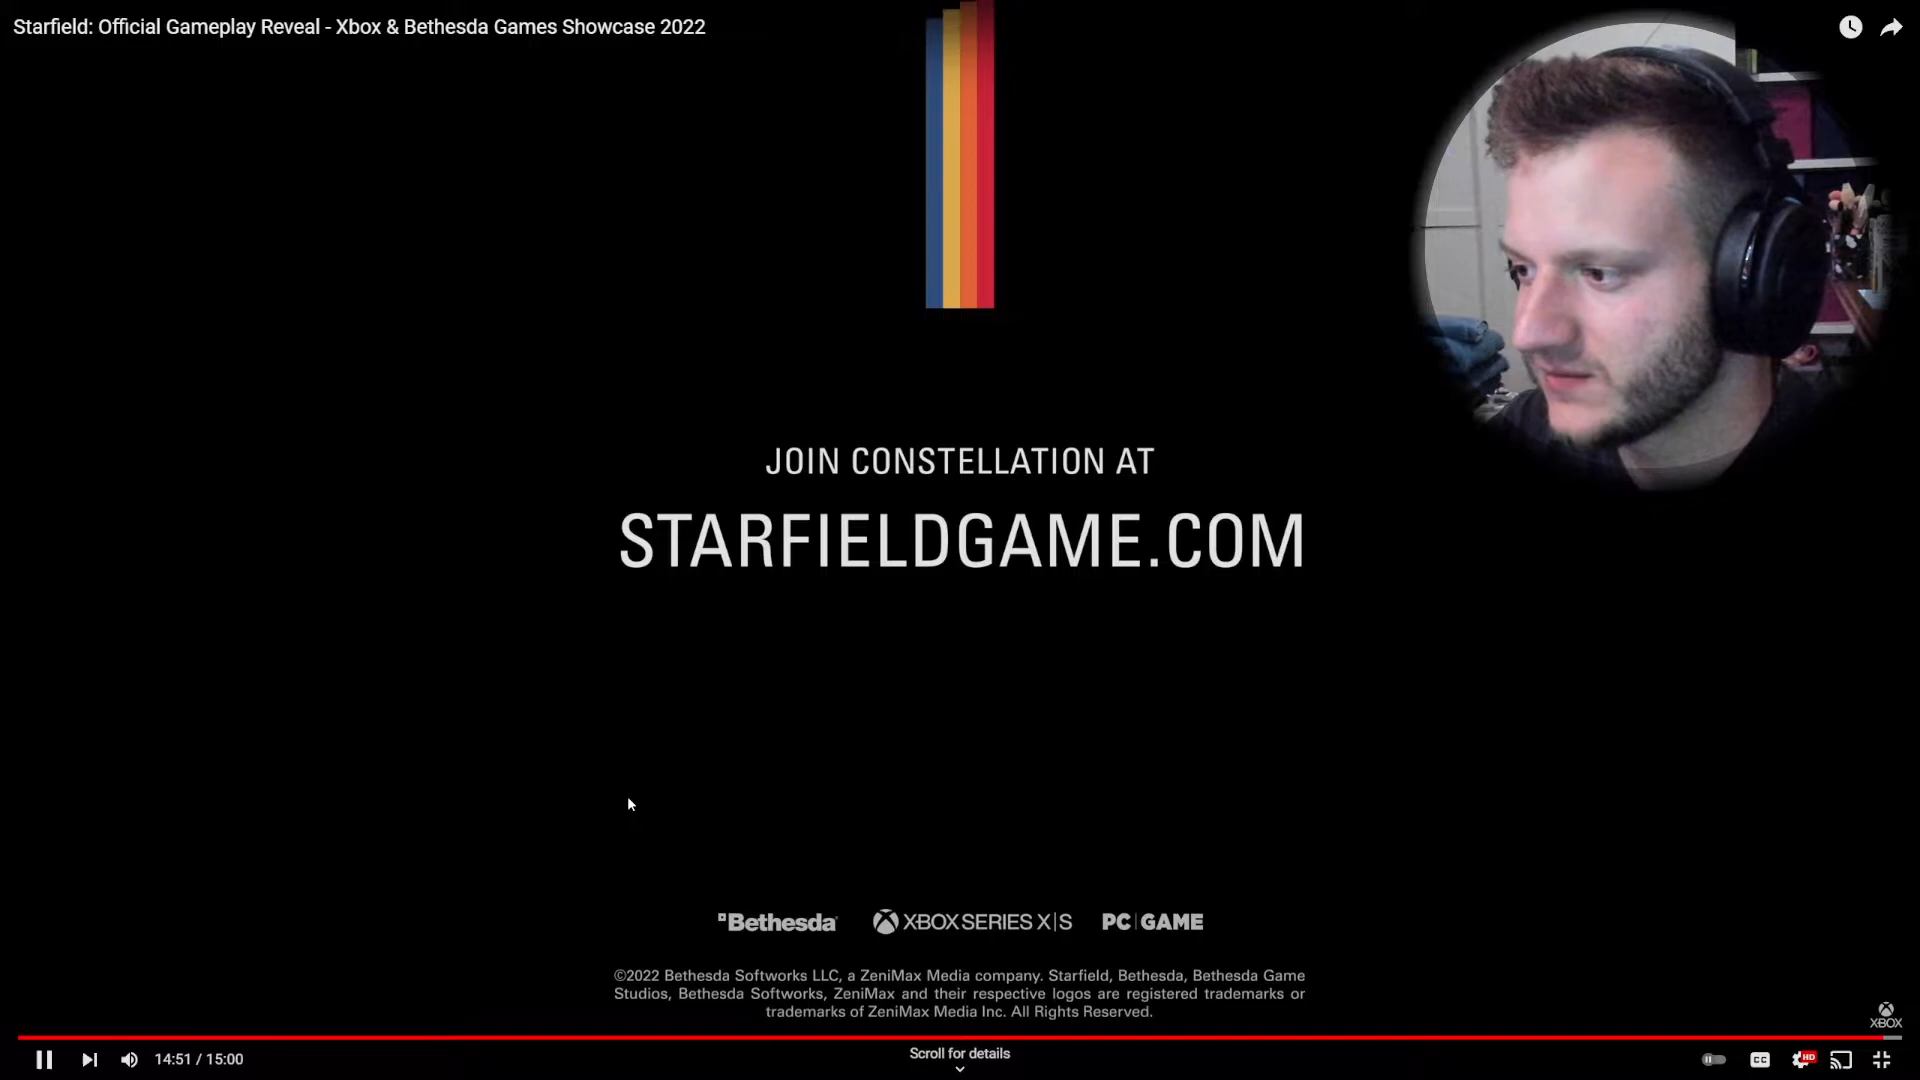 Starfield: Official Gameplay Reveal - Xbox & Bethesda Games Showcase 2022
JOIN CONSTELLATION AT
STARFIELDGAME.COM
Bethesda XBOX SERIES X|S PC | GAME
©2022 Bethesda Softworks LLC, a ZeniMax Media company. Starfield, Bethesda, Bethesda Game
Studios, Bethesda Softworks, ZeniMax and their respective logos are registered trademarks or
trademarks of ZeniMax Media Inc. All Rights Reserved.
XBOX
14:51 / 15:00
Scroll for details
CC
HD